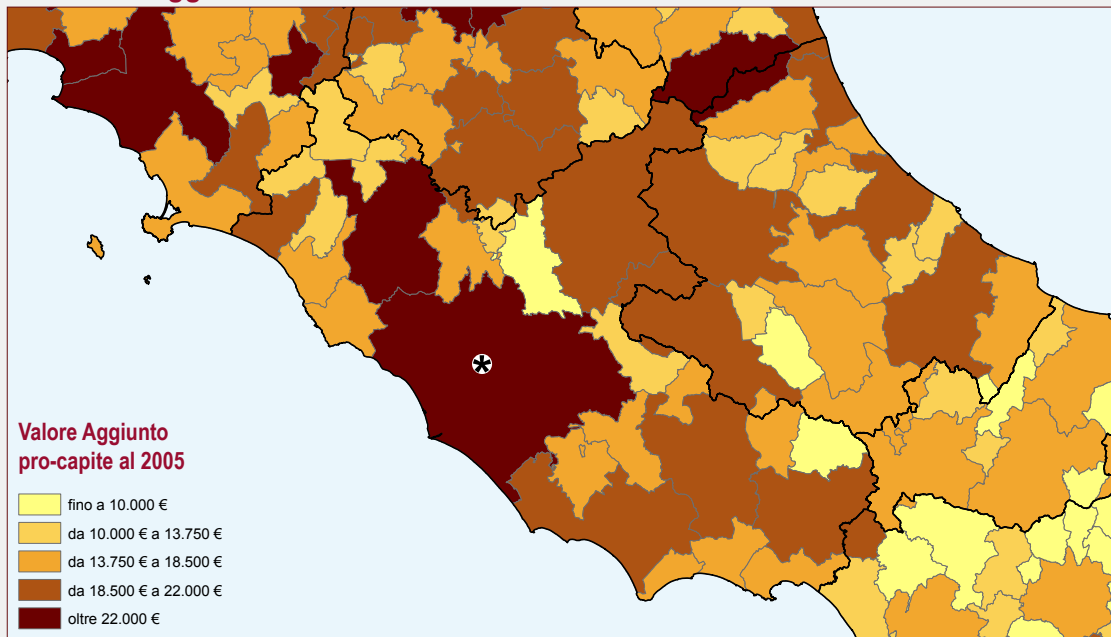 Valore Aggiunto
pro-capite al 2005
fino a 10.000 €
da 10.000 € a 13.750 €
da 13.750 € a 18.500 €
da 18.500 € a 22.000 €
oltre 22.000 €